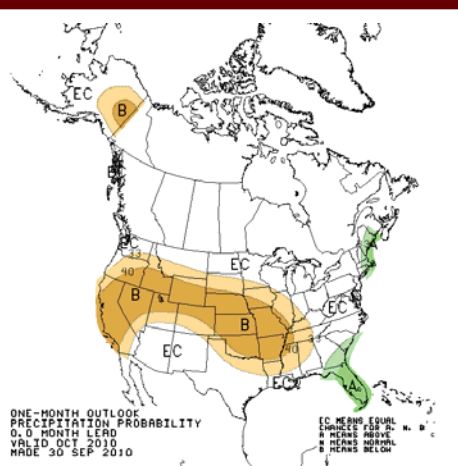 EC
B
EC
33
40
EC
A
B
B
EC
EC
33
40
EC
A
ONE-MONTH OUTLOOK
PRECIPITATION PROBABILITY
0.0 MONTH LEAD
VALID OCT 2010
MADE 30 SEP 2010
EC MEANS EQUAL
CHANCES FOR A, N, B
A MEANS ABOVE
N MEANS NORMAL
B MEANS BELOW